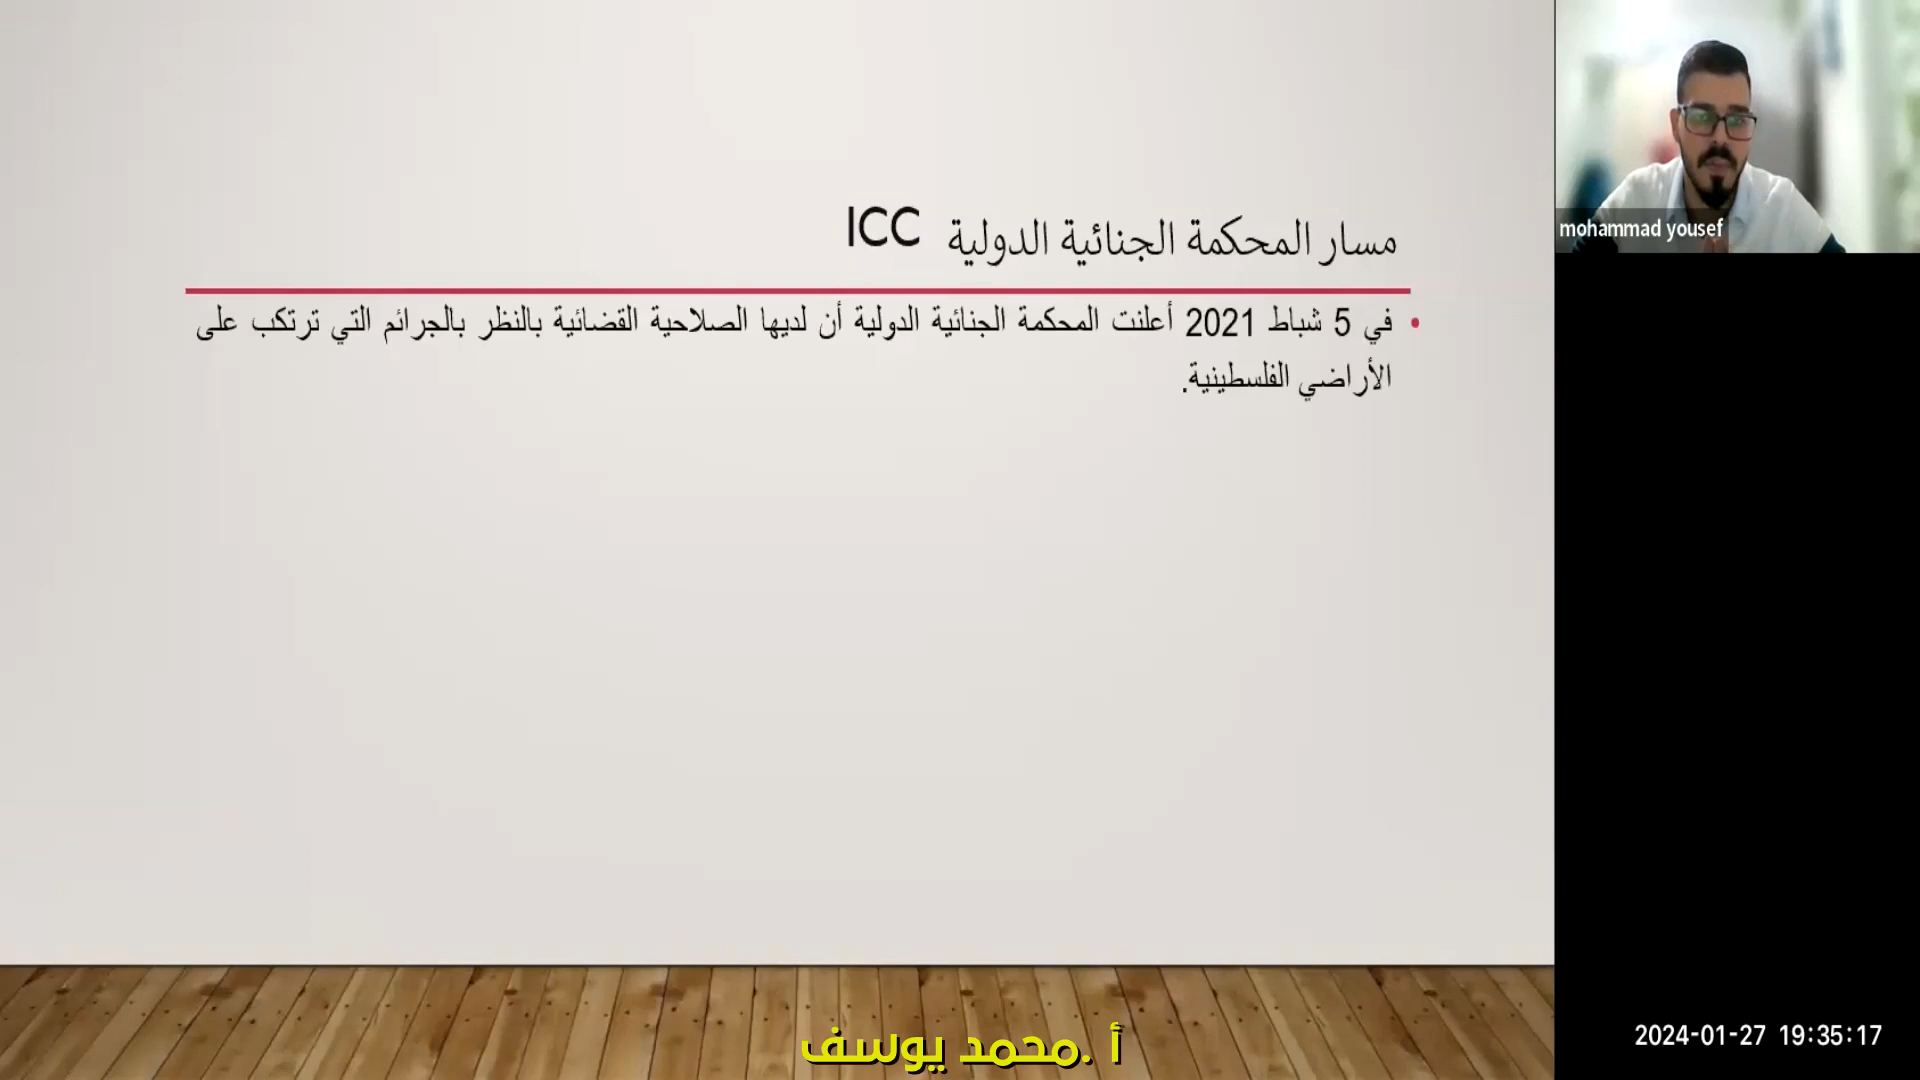 مسار المحكمة الجنائية الدولية ICC
• في 5 شباط 2021 أعلنت المحكمة الجنائية الدولية أن لديها الصلاحية القضائية بالنظر بالجرائم التي ترتكب على
الأراضي الفلسطينية.
mohammad yousef
أ .محمد يوسف
2024-01-27 19:35:17